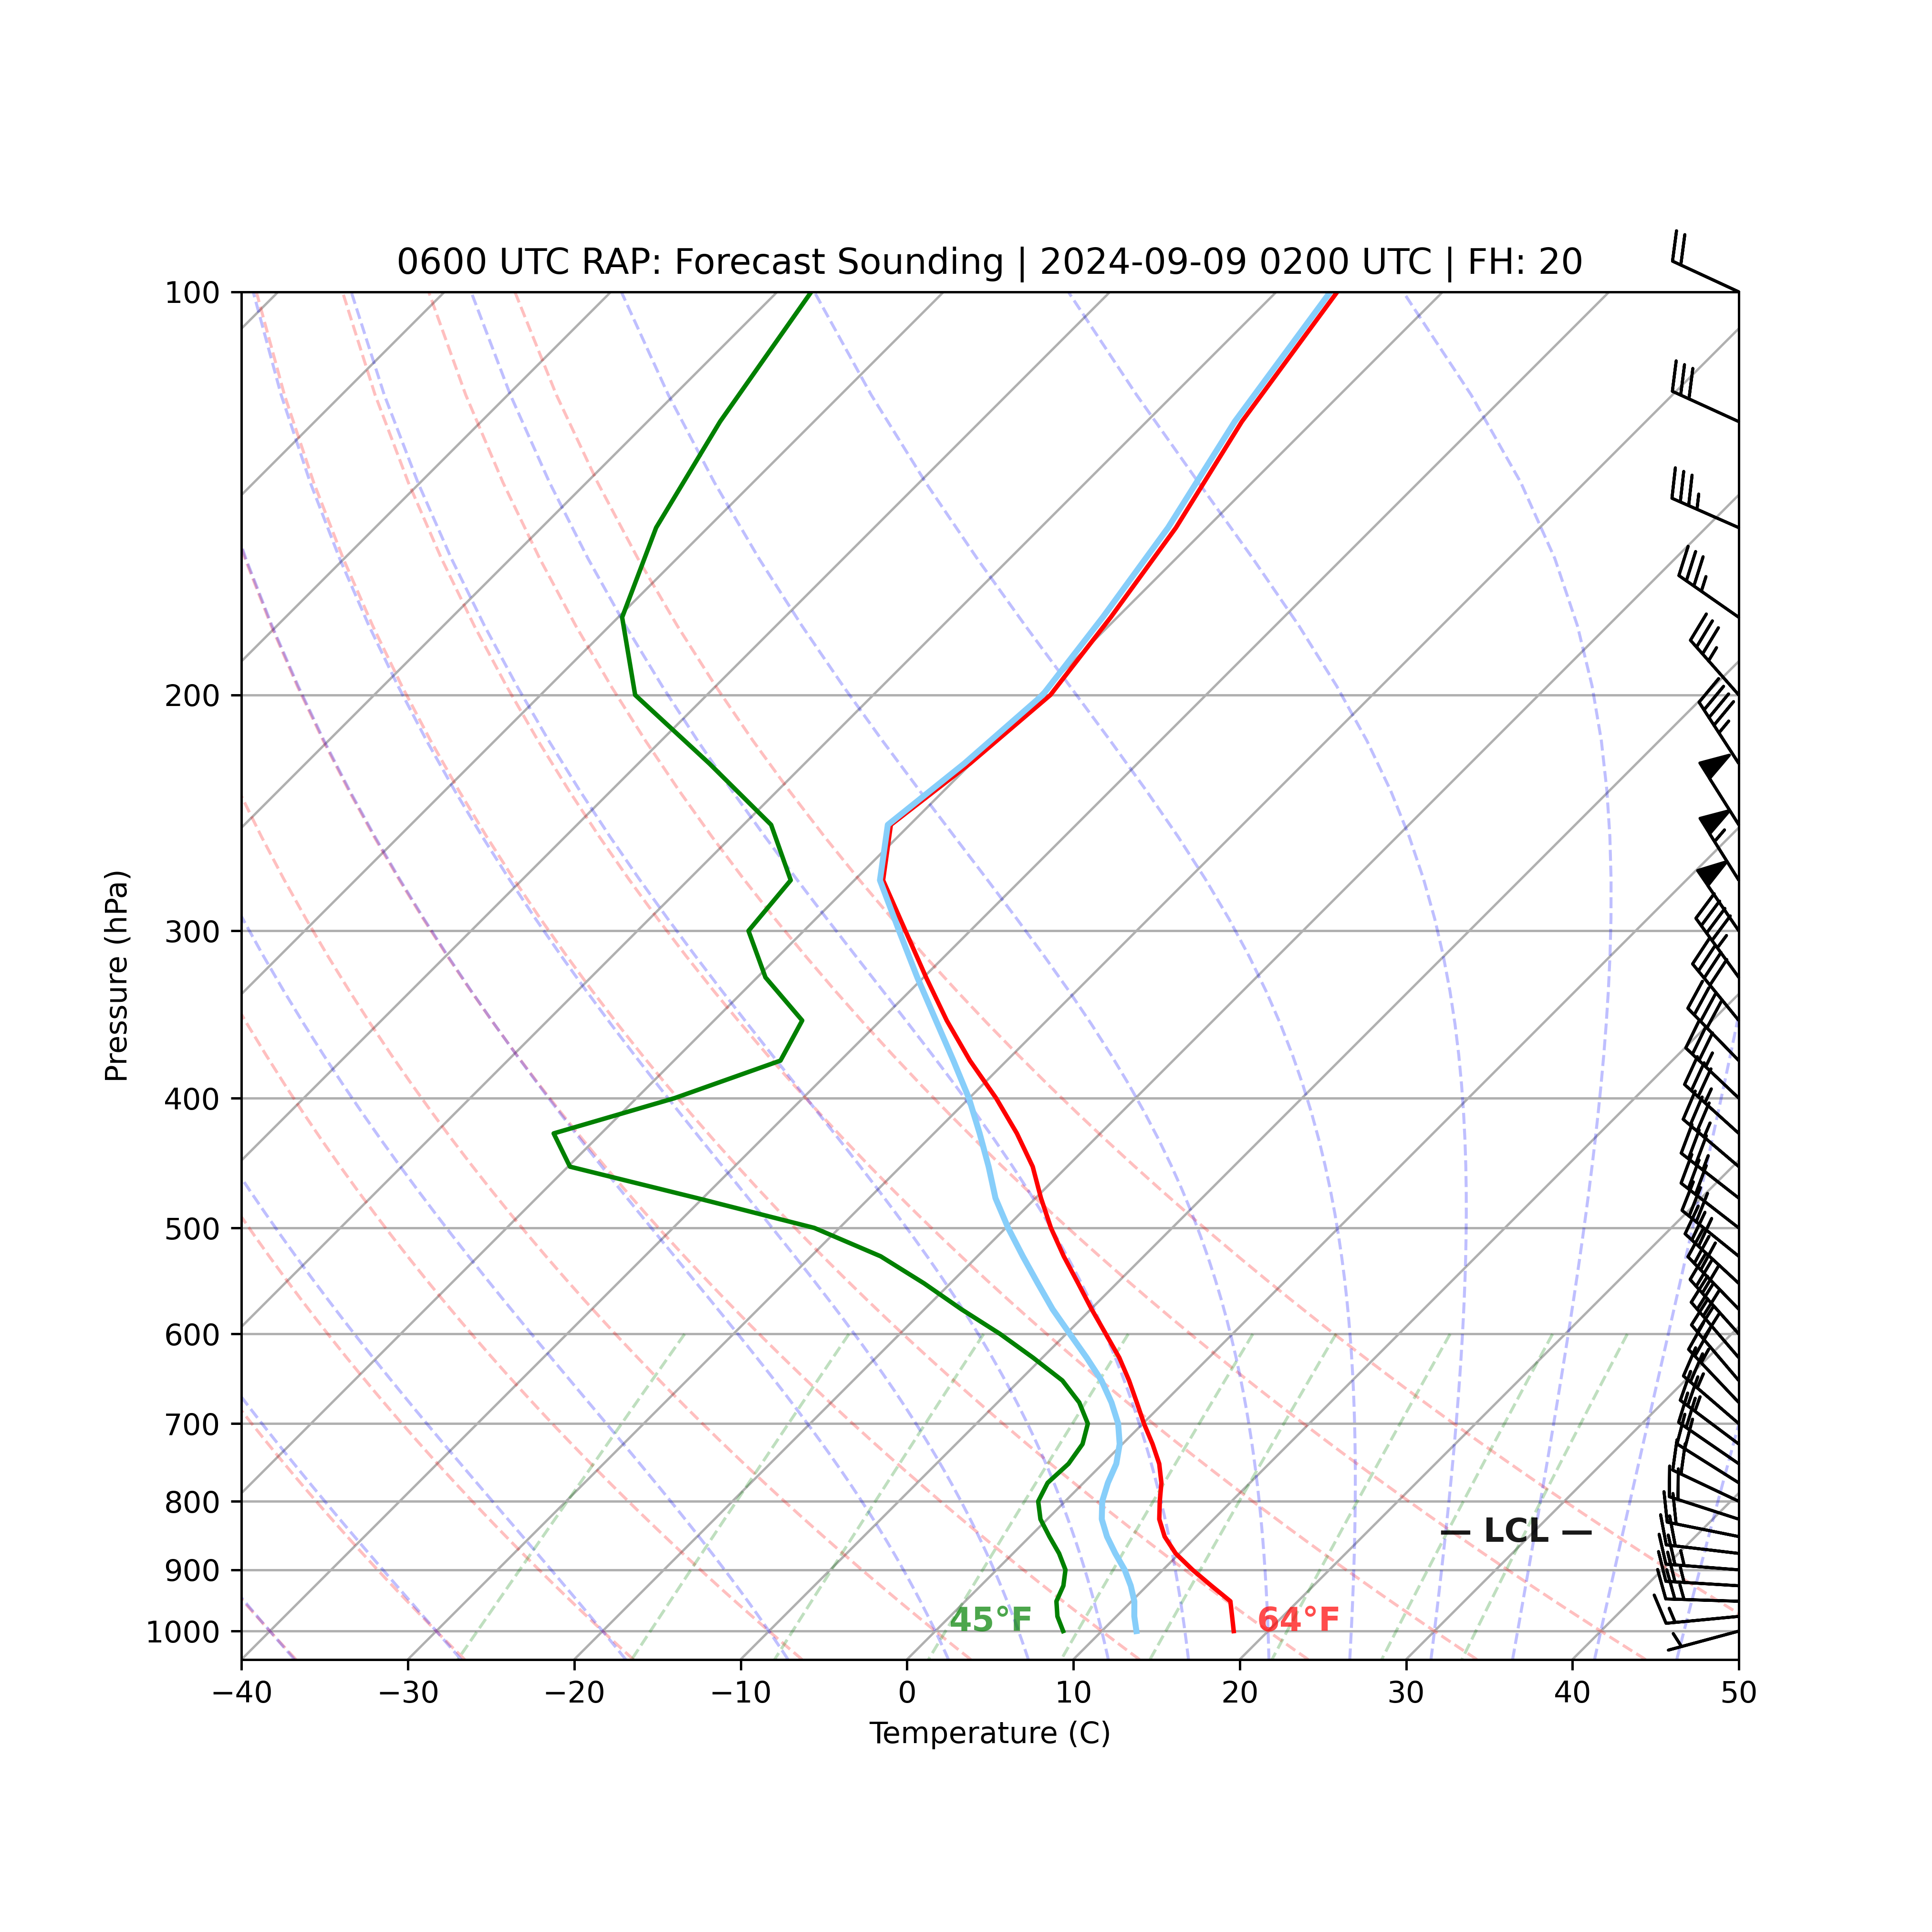 0600 UTC RAP: Forecast Sounding | 2024-09-09 0200 UTC | FH: 20
100
200
300
400
500
600
700
800
900
1000
Pressure (hPa)
— LCL —
45°F
64°F
−40 −30 −20 −10 0 10 20 30 40 50
Temperature (C)